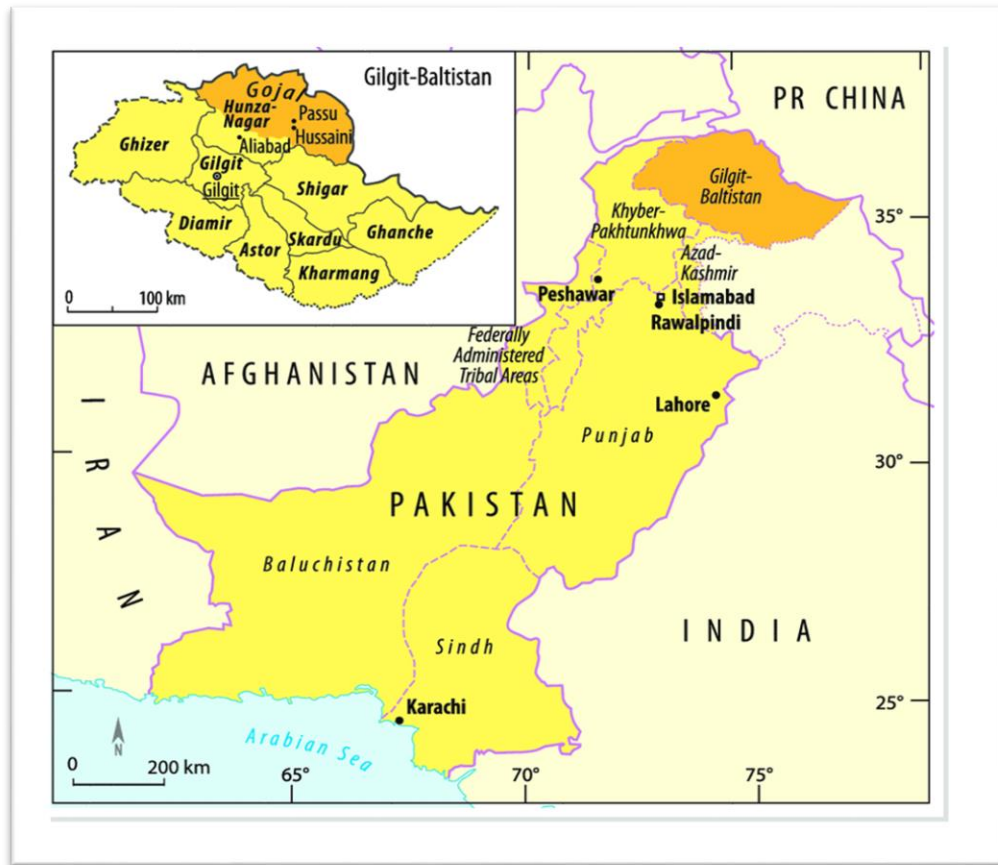 Gilgit-Baltistan
Gojal
Hunza-
Nagar
Passu
Hussaini
Aliabad
Ghizer
Gilgit
Gilgit
Shigar
Diamir
Astor
Skardu
Ghanche
Kharmang
0 100 km
PR CHINA
Gilgit-
Baltistan
35°
Khyber-
Pakhtunkhwa
Azad-
Kashmir
Peshawar
Islamabad
Rawalpindi
Federally
Administered
Tribal Areas
AFGHANISTAN
Lahore
Punjab
IRAN
30°
PAKISTAN
Baluchistan
INDIA
Sindh
25°
Karachi
Arabian Sea
N
0 200 km
65°
70°
75°